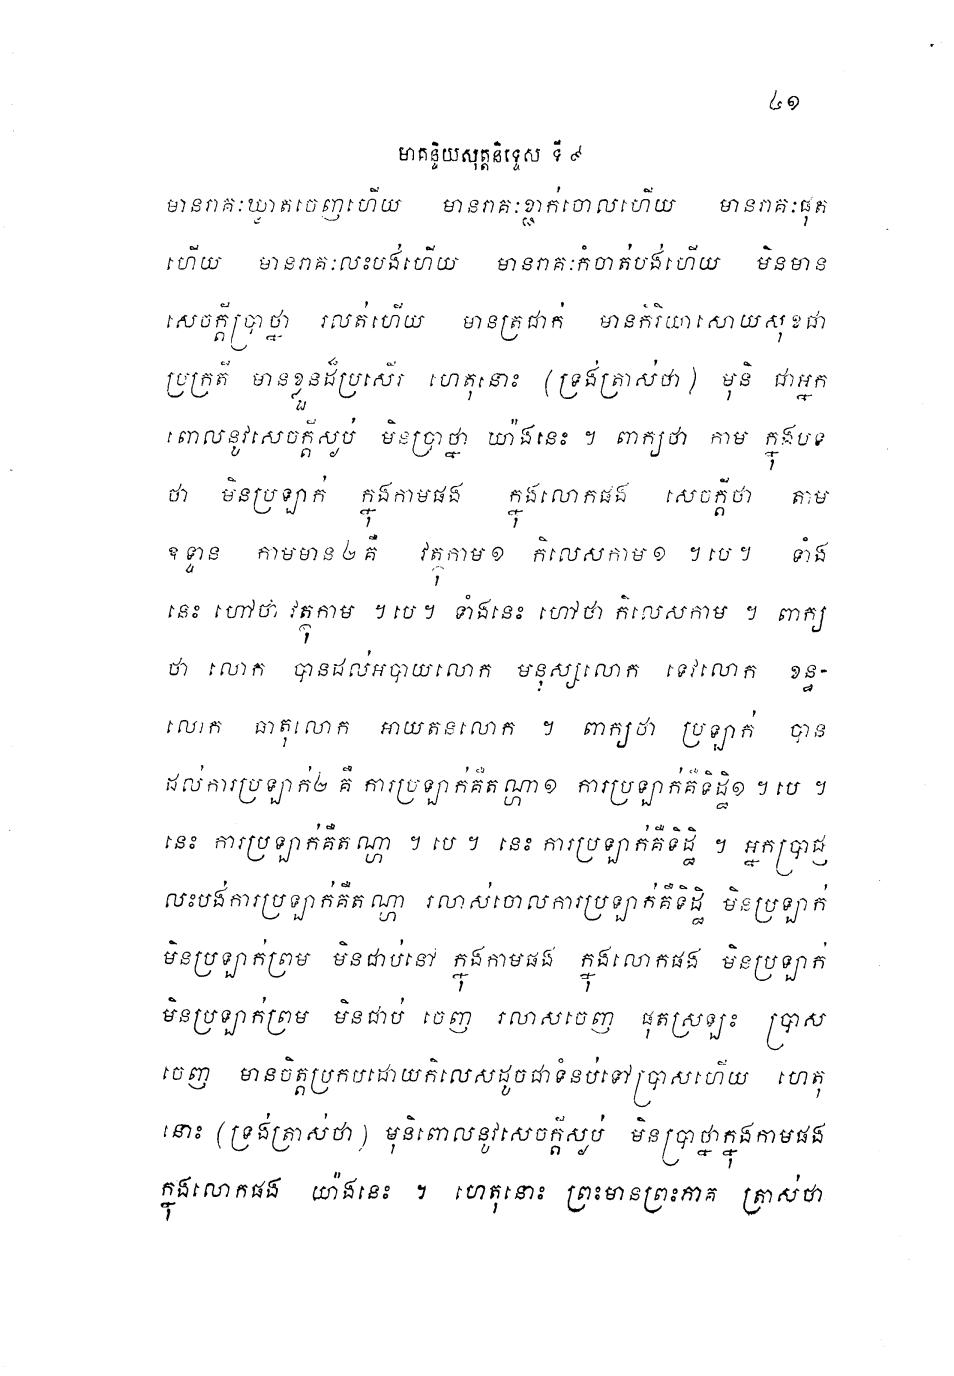 ៤១
មាគន្ទិយសុត្តនិទ្ទេស ទី ៩
មានរាគៈឃ្មាតចេញហើយ មានរាគៈខ្ជាក់ចោលហើយ មានរាគៈផុត
ហើយ មានរាគៈលះបង់ហើយ មានរាគៈកំចាត់បង់ហើយ មិនមាន
សេចក្តីប្រាថ្នា រលត់ហើយ មានត្រជាក់ មានកិរិយាសោយសុខជា
ប្រក្រតី មានខ្លួនដ៏ប្រសើរ ហេតុនោះ (ទ្រង់ត្រាស់ថា) មុនិ ជាអ្នក
ពោលនូវសេចក្តីស្ងប់ មិនប្រាថ្នា យ៉ាងនេះ ។ ពាក្យថា កាម ក្នុងបទ
ថា មិនប្រឡាក់ ក្នុងកាមផង ក្នុងលោកផង សេចក្តីថា តាម
ឧទ្ទាន កាមមាន ២ គឺ វត្ថុកាម ១ កិលេសកាម ១ ។ បេ ។ ទាំង
នេះ ហៅថា វត្ថុកាម ។ បេ ។ ទាំងនេះ ហៅថា កិលេសកាម ។ ពាក្យ
ថា លោក បានដល់អបាយលោក មនុស្សលោក ទេវលោក ខន្ធ-
លោក ធាតុលោក អាយតនលោក ។ ពាក្យថា ប្រឡាក់ បាន
ដល់ការប្រឡាក់ ២ គឺ ការប្រឡាក់គឺតណ្ហា ១ ការប្រឡាក់គឺទិដ្ឋិ ១ ។ បេ ។
នេះ ការប្រឡាក់គឺតណ្ហា ។ បេ ។ នេះ ការប្រឡាក់គឺទិដ្ឋិ ។ អ្នកប្រាជ្ញ
លះបង់ការប្រឡាក់គឺតណ្ហា រលាស់ចោលការប្រឡាក់គឺទិដ្ឋិ មិនប្រឡាក់
មិនប្រឡាក់ព្រម មិនជាប់នៅ ក្នុងកាមផង ក្នុងលោកផង មិនប្រឡាក់
មិនប្រឡាក់ព្រម មិនជាប់ ចេញ រលាសចេញ ផុតស្រឡះ ប្រាស
ចេញ មានចិត្តប្រកបដោយកិលេសដូចជាទំនប់ទៅប្រាសហើយ ហេតុ
នោះ (ទ្រង់ត្រាស់ថា) មុនិពោលនូវសេចក្តីស្ងប់ មិនប្រាថ្នាក្នុងកាមផង
ក្នុងលោកផង យ៉ាងនេះ ។ ហេតុនោះ ព្រះមានព្រះភាគ ត្រាស់ថា